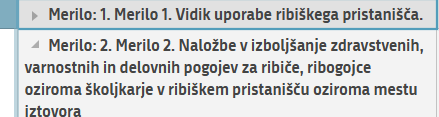 Merilo: 1. Merilo 1. Vidik uporabe ribiškega pristanišča.
Merilo: 2. Merilo 2. Naložbe v izboljšanje zdravstvenih,
varnostnih in delovnih pogojev za ribiče, ribogojce
oziroma školjkarje v ribiškem pristanišču oziroma mestu
iztovora